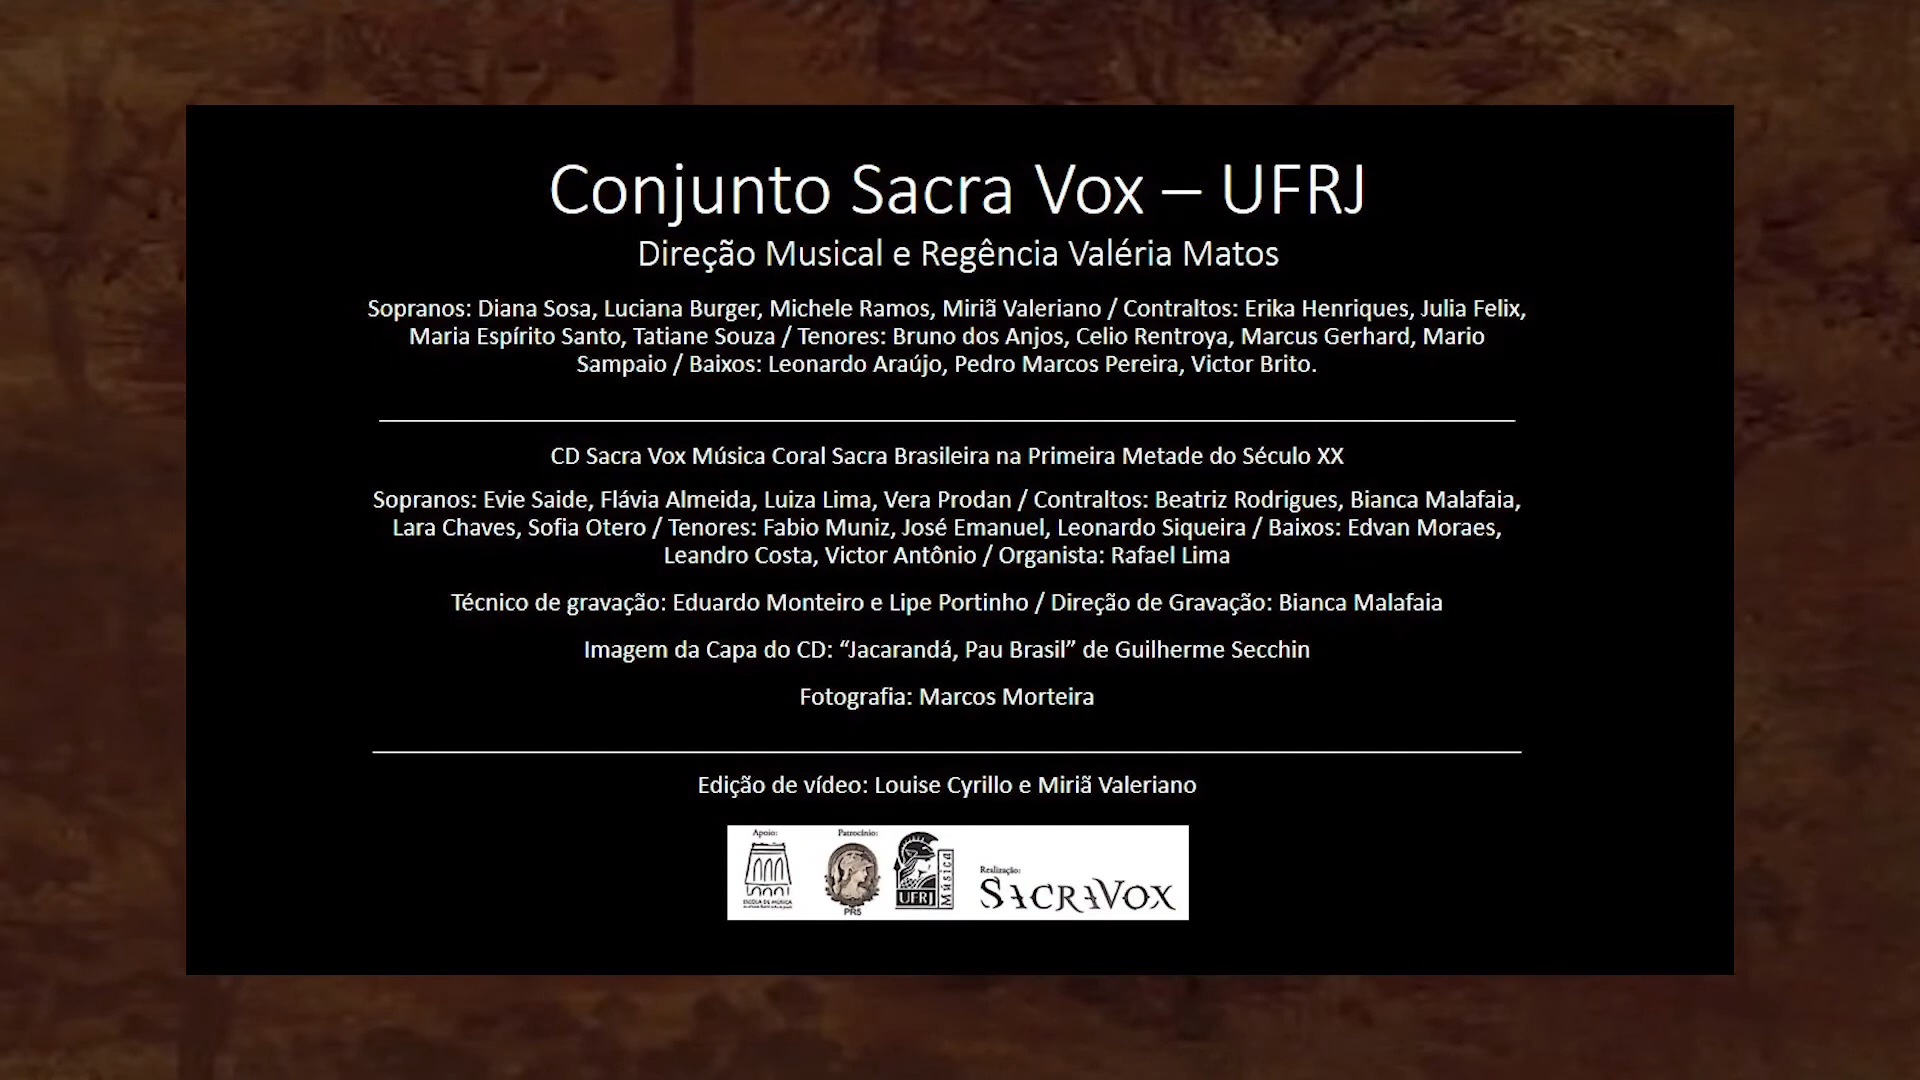 Conjunto Sacra Vox – UFRJ
Direção Musical e Regência Valéria Matos
Sopranos: Diana Sosa, Luciana Burger, Michele Ramos, Miriã Valeriano / Contraltos: Erika Henriques, Julia Felix,
Maria Espírito Santo, Tatiane Souza / Tenores: Bruno dos Anjos, Celio Rentroya, Marcus Gerhard, Mario
Sampaio / Baixos: Leonardo Araújo, Pedro Marcos Pereira, Victor Brito.
CD Sacra Vox Música Coral Sacra Brasileira na Primeira Metade do Século XX
Sopranos: Evie Saide, Flávia Almeida, Luiza Lima, Vera Prodan / Contraltos: Beatriz Rodrigues, Bianca Malafaia,
Lara Chaves, Sofia Otero / Tenores: Fabio Muniz, José Emanuel, Leonardo Siqueira / Baixos: Edvan Moraes,
Leandro Costa, Victor Antônio / Organista: Rafael Lima
Técnico de gravação: Eduardo Monteiro e Lipe Portinho / Direção de Gravação: Bianca Malafaia
Imagem da Capa do CD: “Jacarandá, Pau Brasil” de Guilherme Secchin
Fotografia: Marcos Morteira
Edição de vídeo: Louise Cyrillo e Miriã Valeriano
Apoio:
ESCOLA DE MÚSICA
Patrocínio:
PR5
UFRJ
Música
Realização:
SACRAVOX